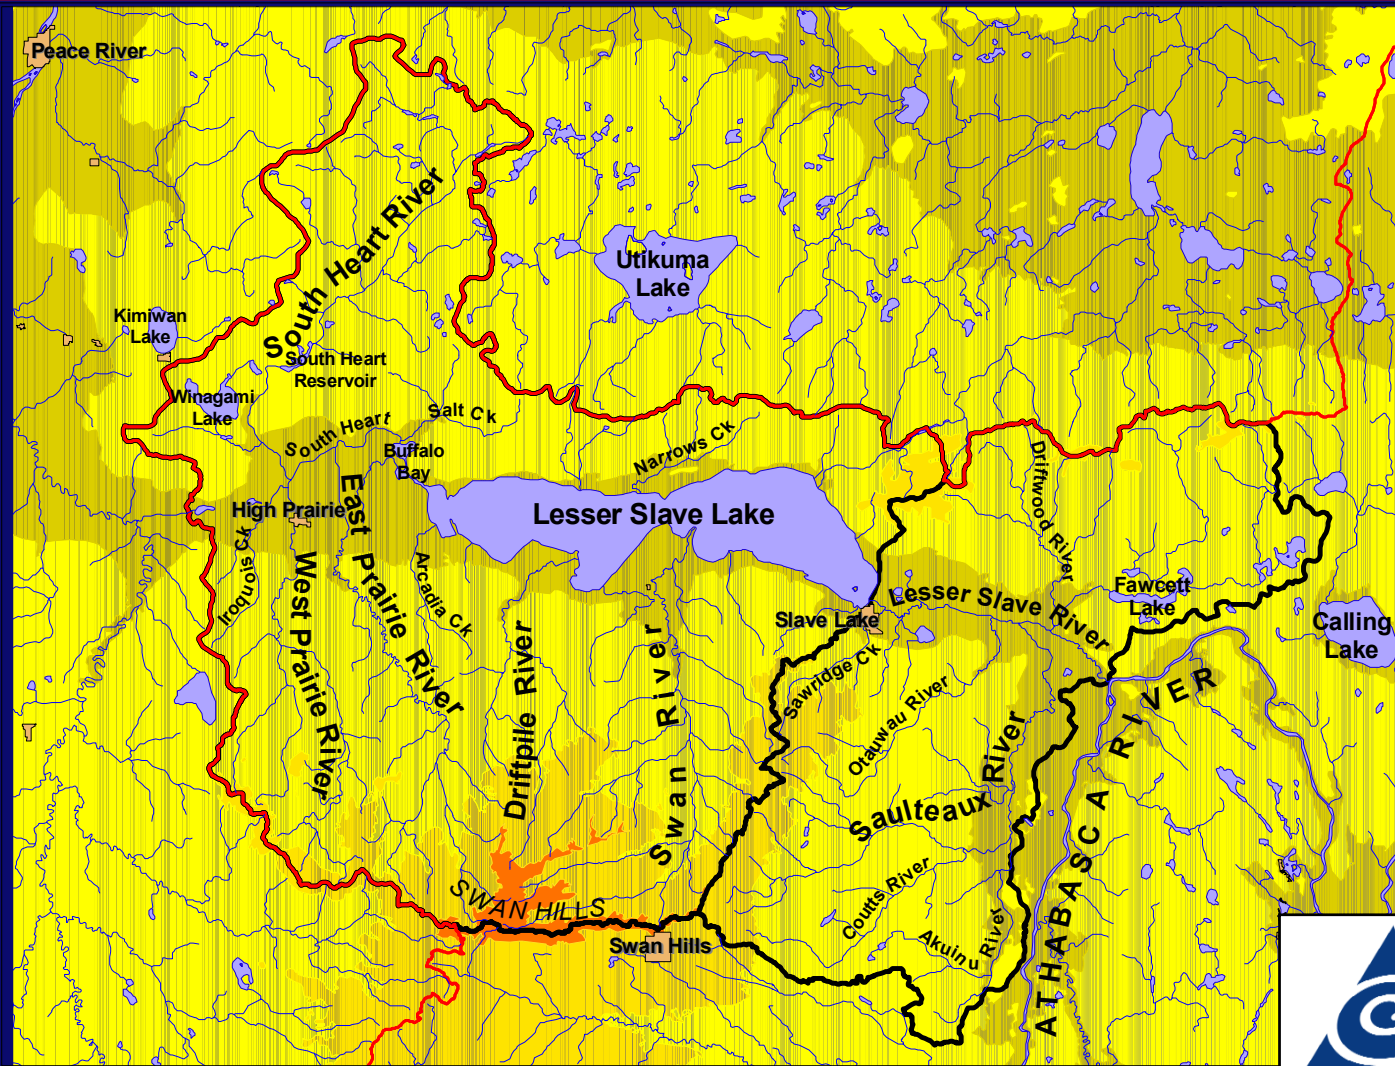 Peace River
South Heart River
Utikuma
Lake
Kimiwan
Lake
South Heart
Reservoir
Winagami
Lake
Salt Ck
South Heart
Buffalo
Bay
Narrows Ck
Driftwood River
High Prairie
East Prairie River
Lesser Slave Lake
Iroquois Ck
West Prairie River
Arcadia Ck
Driftpile River
Swan River
Slave Lake
Lesser Slave River
Fawcett
Lake
Calling
Lake
Sawridge Ck
Otauwau River
Saulteaux River
ATHABASCA RIVER
Coutts River
Akuinu River
SWAN HILLS
Swan Hills